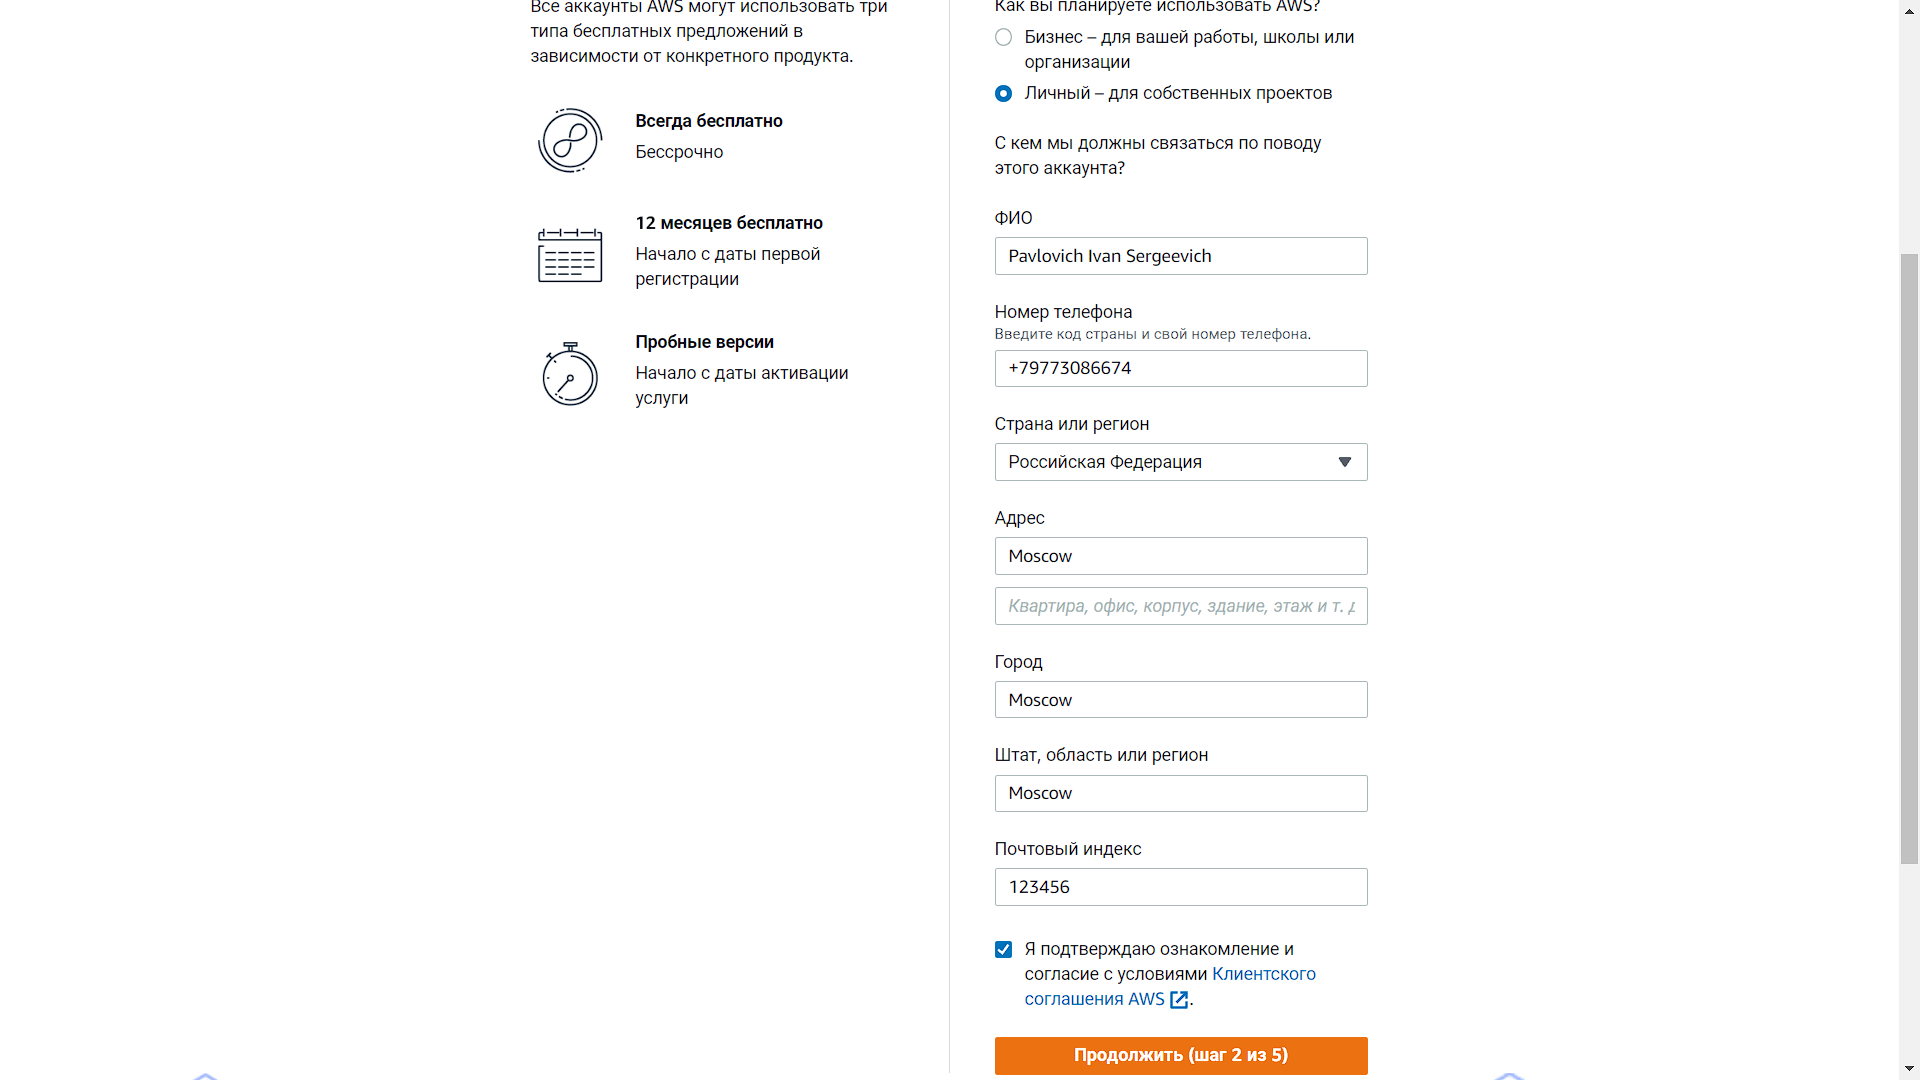 Все аккаунты AWS могут использовать три
типа бесплатных предложений в
зависимости от конкретного продукта.
Всегда бесплатно
Бессрочно
12 месяцев бесплатно
Начало с даты первой
регистрации
Пробные версии
Начало с даты активации
услуги
Как вы планируете использовать AWS?
Бизнес – для вашей работы, школы или
организации
Личный – для собственных проектов
С кем мы должны связаться по поводу
этого аккаунта?
ФИО
Pavlovich Ivan Sergeevich
Номер телефона
Введите код страны и свой номер телефона.
+79773086674
Страна или регион
Российская Федерация
Адрес
Moscow
Квартира, офис, корпус, здание, этаж и т. д
Город
Moscow
Штат, область или регион
Moscow
Почтовый индекс
123456
Я подтверждаю ознакомление и
согласие с условиями Клиентского
соглашения AWS .
Продолжить (шаг 2 из 5)